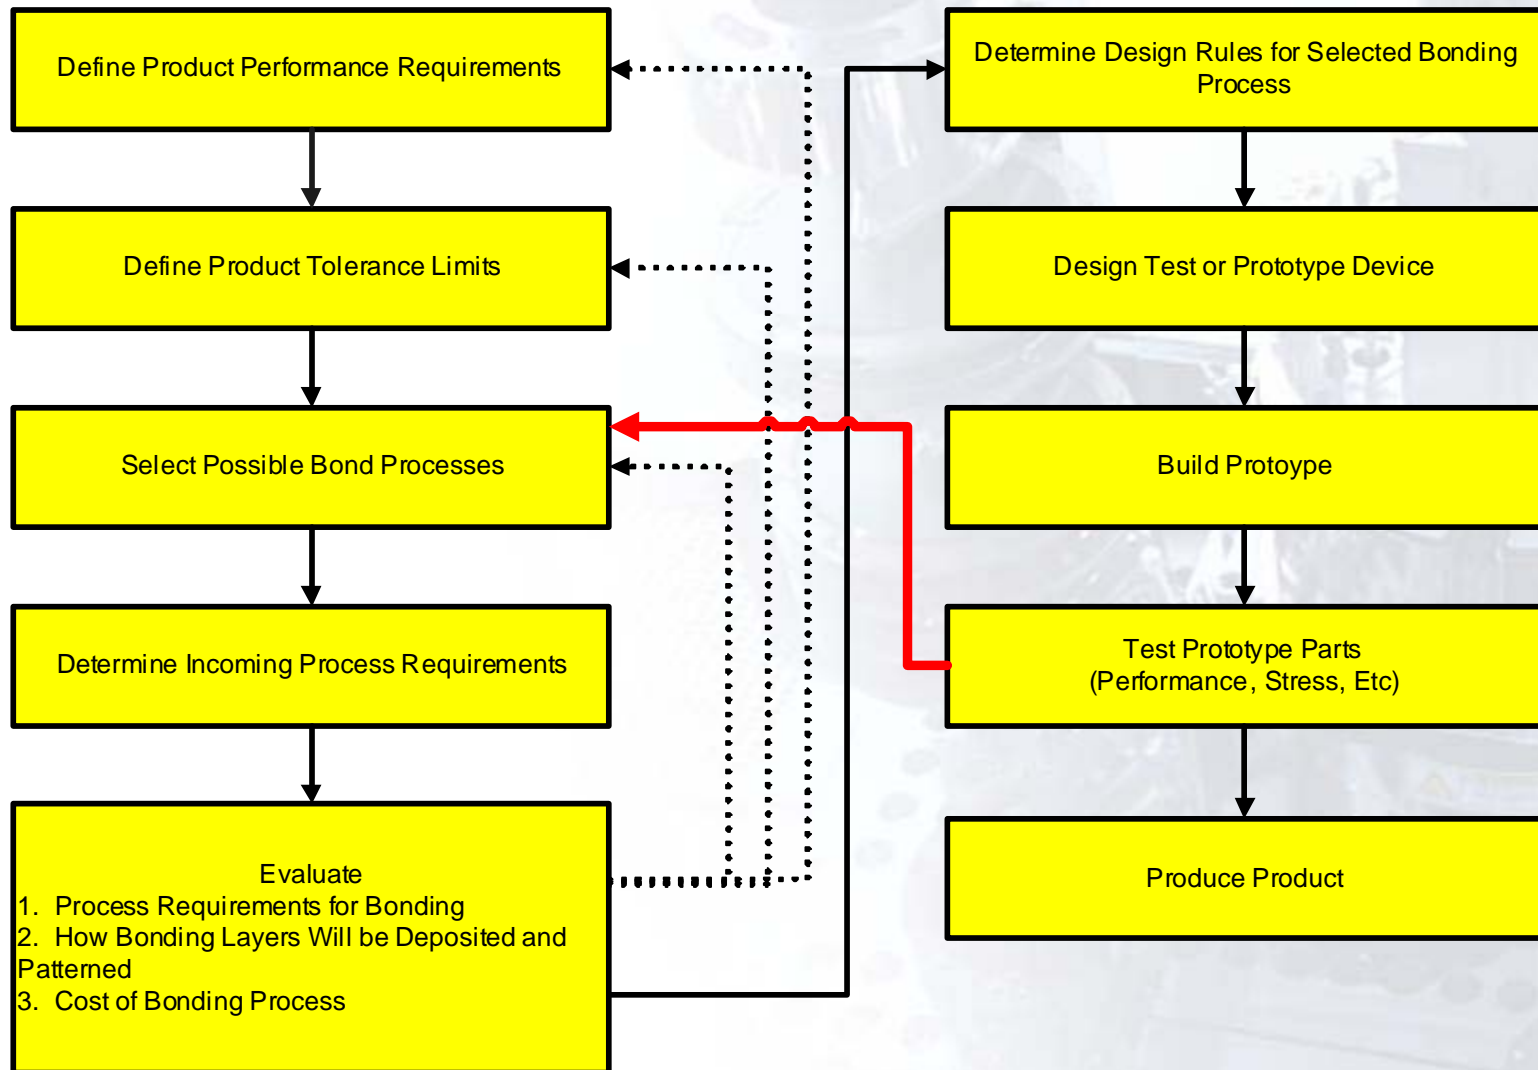 Define Product Performance Requirements
Define Product Tolerance Limits
Select Possible Bond Processes
Determine Incoming Process Requirements
Evaluate
1. Process Requirements for Bonding
2. How Bonding Layers Will be Deposited and
Patterned
3. Cost of Bonding Process
Determine Design Rules for Selected Bonding
Process
Design Test or Prototype Device
Build Protoype
Test Prototype Parts
(Performance, Stress, Etc)
Produce Product